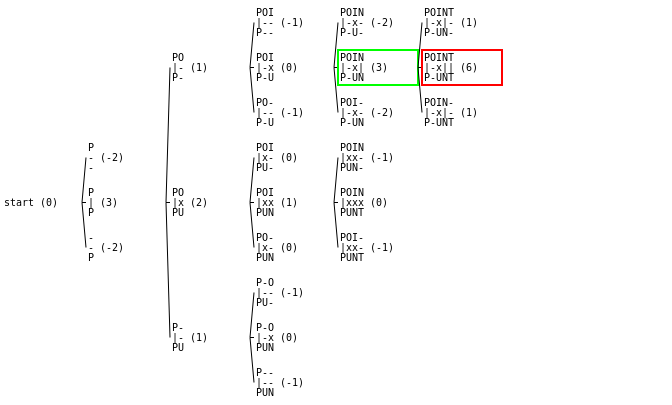 start (0)
P
- (-2)
-
P
| (3)
P
-
- (-2)
P
PO
|- (1)
P-
PO
|x (2)
PU
P-
|- (1)
PU
POI
|-- (-1)
P--
POI
|-x (0)
P-U
PO-
|-- (-1)
P-U
POI
|x- (0)
PU-
POI
|xx (1)
PUN
PO-
|x- (0)
PUN
P-O
|-- (-1)
PU-
P-O
|-x (0)
PUN
P--
|-- (-1)
PUN
POIN
|-x- (-2)
P-U-
POIN
|-x| (3)
P-UN
POI-
|-x- (-2)
P-UN
POIN
|xx- (-1)
PUN-
POIN
|xxx (0)
PUNT
POI-
|xx- (-1)
PUNT
POINT
|-x|- (1)
P-UN-
POINT
|-x|| (6)
P-UNT
POIN-
|-x|- (1)
P-UNT